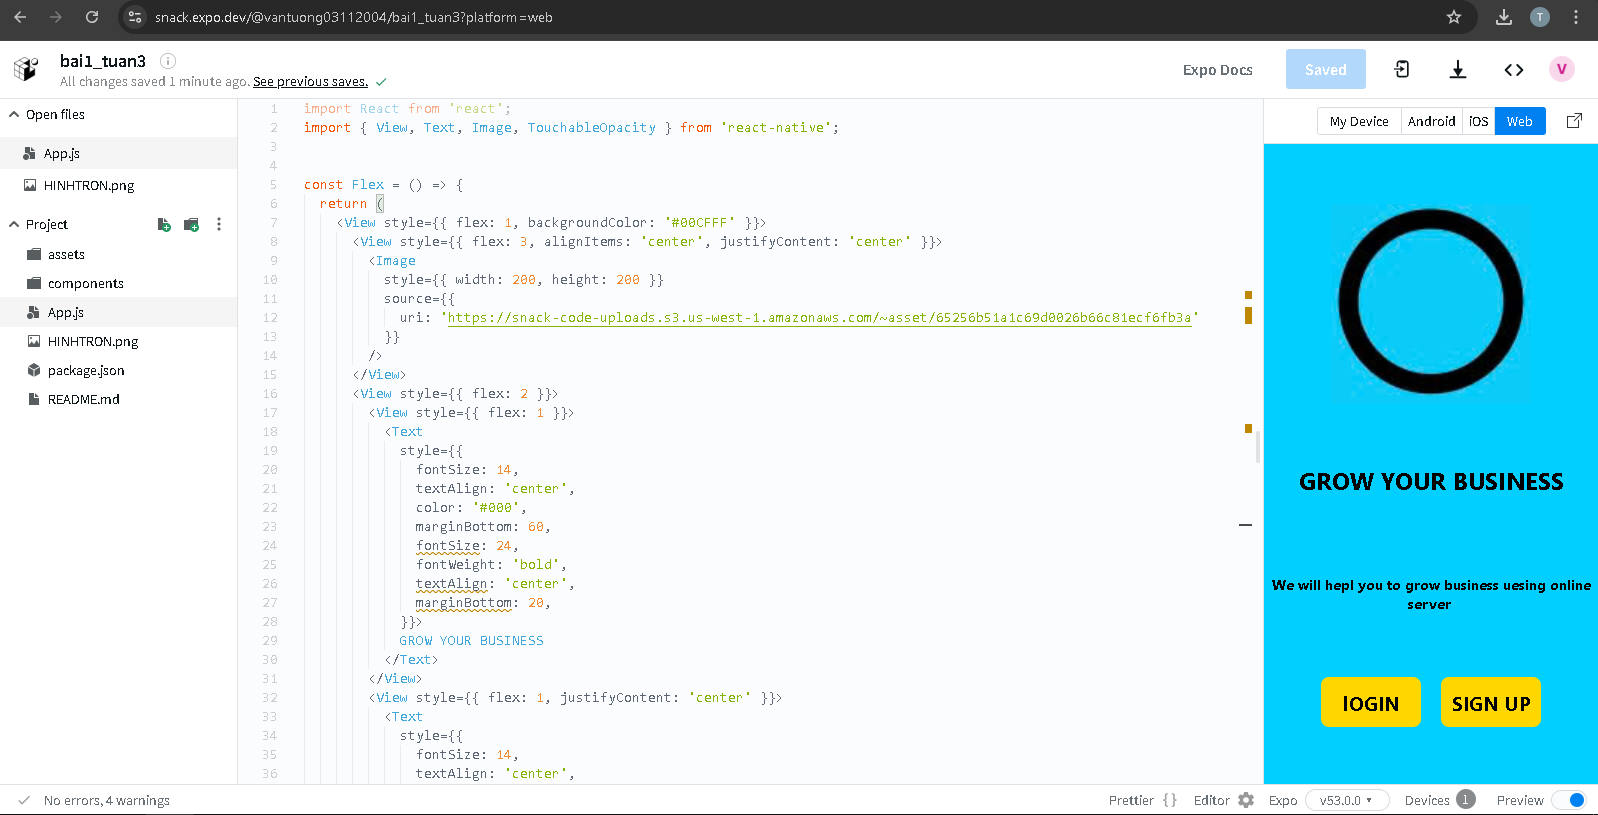 snack.expo.dev/@vantuong03112004/bai1_tuan3?platform=web
T
bai1_tuan3
All changes saved 1 minute ago. See previous saves.
Expo Docs
Saved
V
Open files
App.js
HINHTRON.png
Project
assets
components
App.js
HINHTRON.png
package.json
README.md
1 import React from 'react';
2 import { View, Text, Image, TouchableOpacity } from 'react-native';
3
4
5 const Flex = () => {
6 return (
7 <View style={{ flex: 1, backgroundColor: '#00CFFF' }}>
8 <View style={{ flex: 3, alignItems: 'center', justifyContent: 'center' }}>
9 <Image
10 style={{ width: 200, height: 200 }}
11 source={{
12 uri: 'https://snack-code-uploads.s3.us-west-1.amazonaws.com/~asset/65256b51a1c69d0026b66c81ecf6fb3a'
13 }}
14 />
15 </View>
16 <View style={{ flex: 2 }}>
17 <View style={{ flex: 1 }}>
18 <Text
19 style={{
20 fontSize: 14,
21 textAlign: 'center',
22 color: '#000',
23 marginBottom: 60,
24 fontSize: 24,
25 fontWeight: 'bold',
26 textAlign: 'center',
27 marginBottom: 20,
28 }}>
29 GROW YOUR BUSINESS
30 </Text>
31 </View>
32 <View style={{ flex: 1, justifyContent: 'center' }}>
33 <Text
34 style={{
35 fontSize: 14,
36 textAlign: 'center',
My Device
Android
iOS
Web
GROW YOUR BUSINESS
We will hepl you to grow business uesing online
server
lOGIN
SIGN UP
No errors, 4 warnings
Prettier {}
Editor
Expo
v53.0.0
Devices 1
Preview